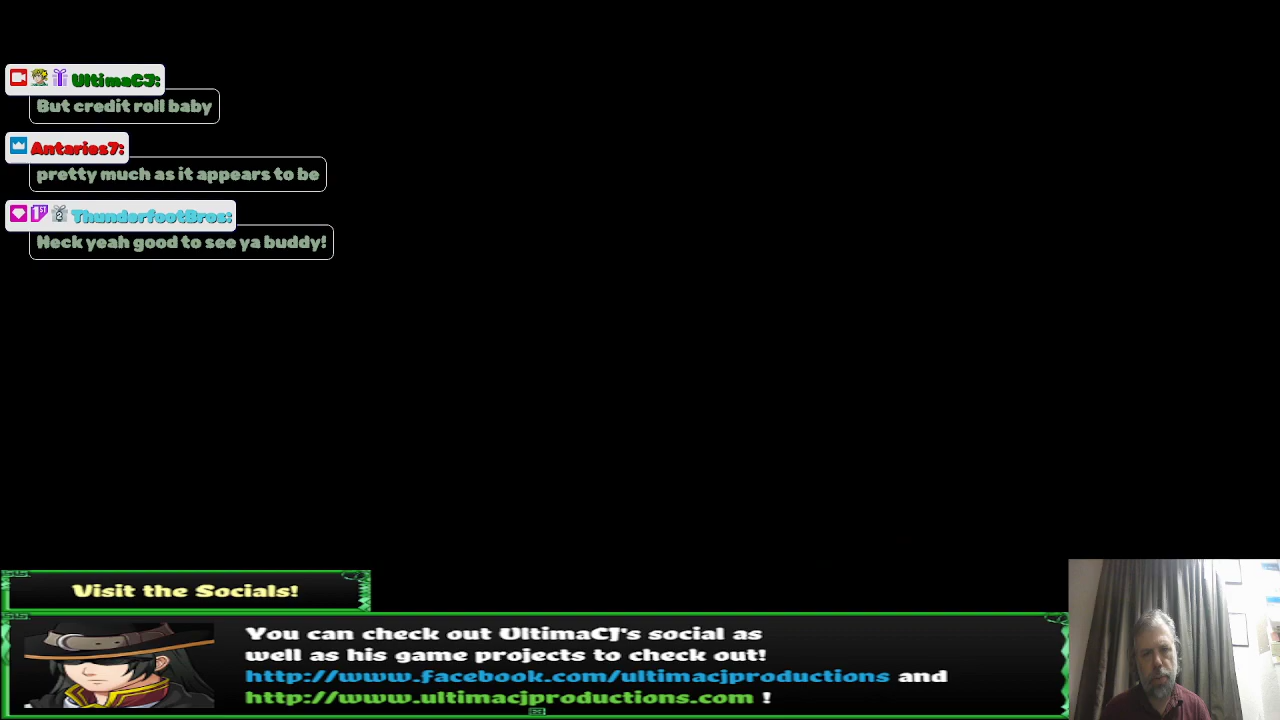 UltimaCJ:
But credit roll baby
Antaries7:
pretty much as it appears to be
1ST 2 ThunderfootBros:
Heck yeah good to see ya buddy!
Visit the Socials!
You can check out UltimaCJ's social as
well as his game projects to check out!
http://www.facebook.com/ultimacjproductions and
http://www.ultimacjproductions.com !